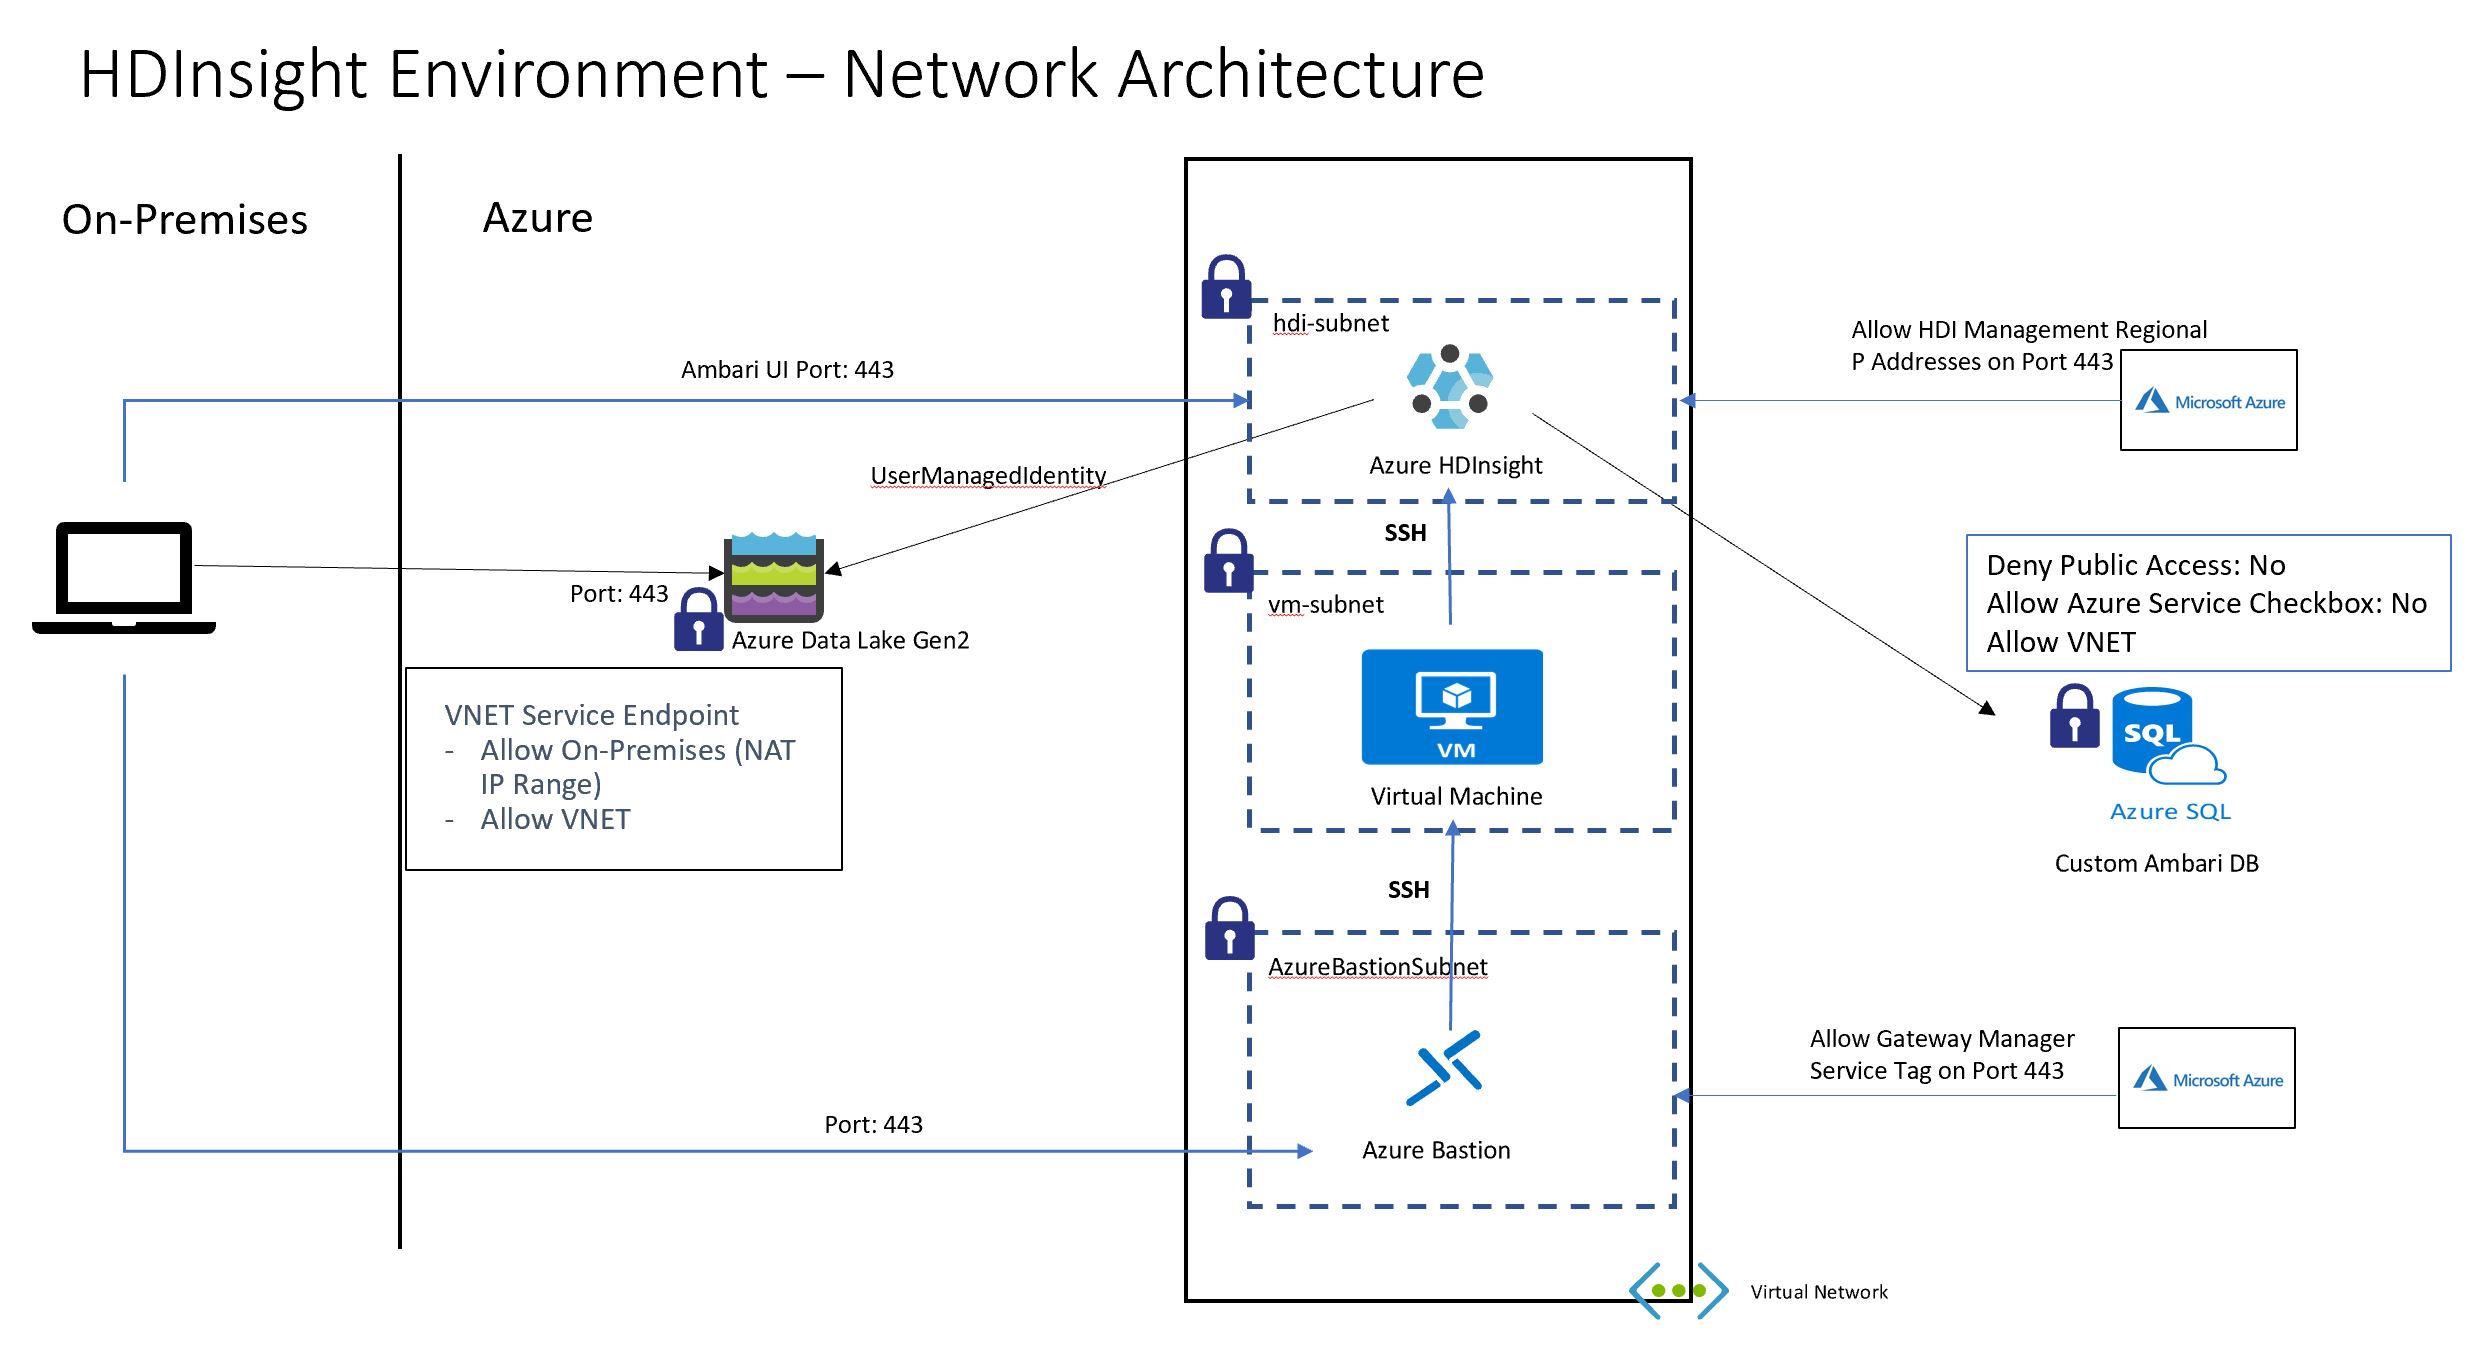 HDInsight Environment – Network Architecture
On-Premises
Azure
hdi-subnet
Ambari UI Port: 443
Allow HDI Management Regional
P Addresses on Port 443
Microsoft Azure
Azure HDInsight
UserManagedIdentity
SSH
Port: 443
Azure Data Lake Gen2
vm-subnet
Deny Public Access: No
Allow Azure Service Checkbox: No
Allow VNET
VNET Service Endpoint
- Allow On-Premises (NAT
IP Range)
- Allow VNET
VM
Virtual Machine
SQL
Azure SQL
Custom Ambari DB
SSH
AzureBastionSubnet
Allow Gateway Manager
Service Tag on Port 443
Microsoft Azure
Port: 443
Azure Bastion
Virtual Network